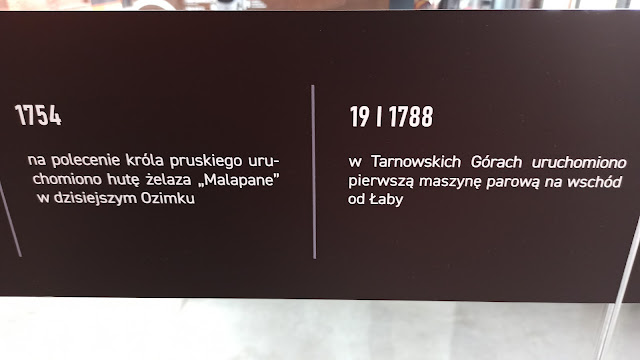 1754
na polecenie króla pruskiego uru-
chomiono hutę żelaza „Malapane”
w dzisiejszym Ozimku
19 I 1788
w Tarnowskich Górach uruchomiono
pierwszą maszynę parową na wschód
od Łaby